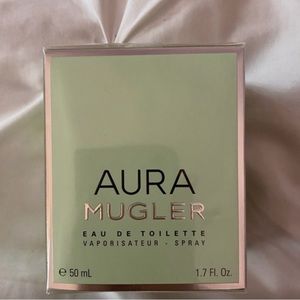 AURA
MUGLER
EAU DE TOILETTE
VAPORISATEUR - SPRAY
℮ 50 mL 1.7 Fl. Oz.